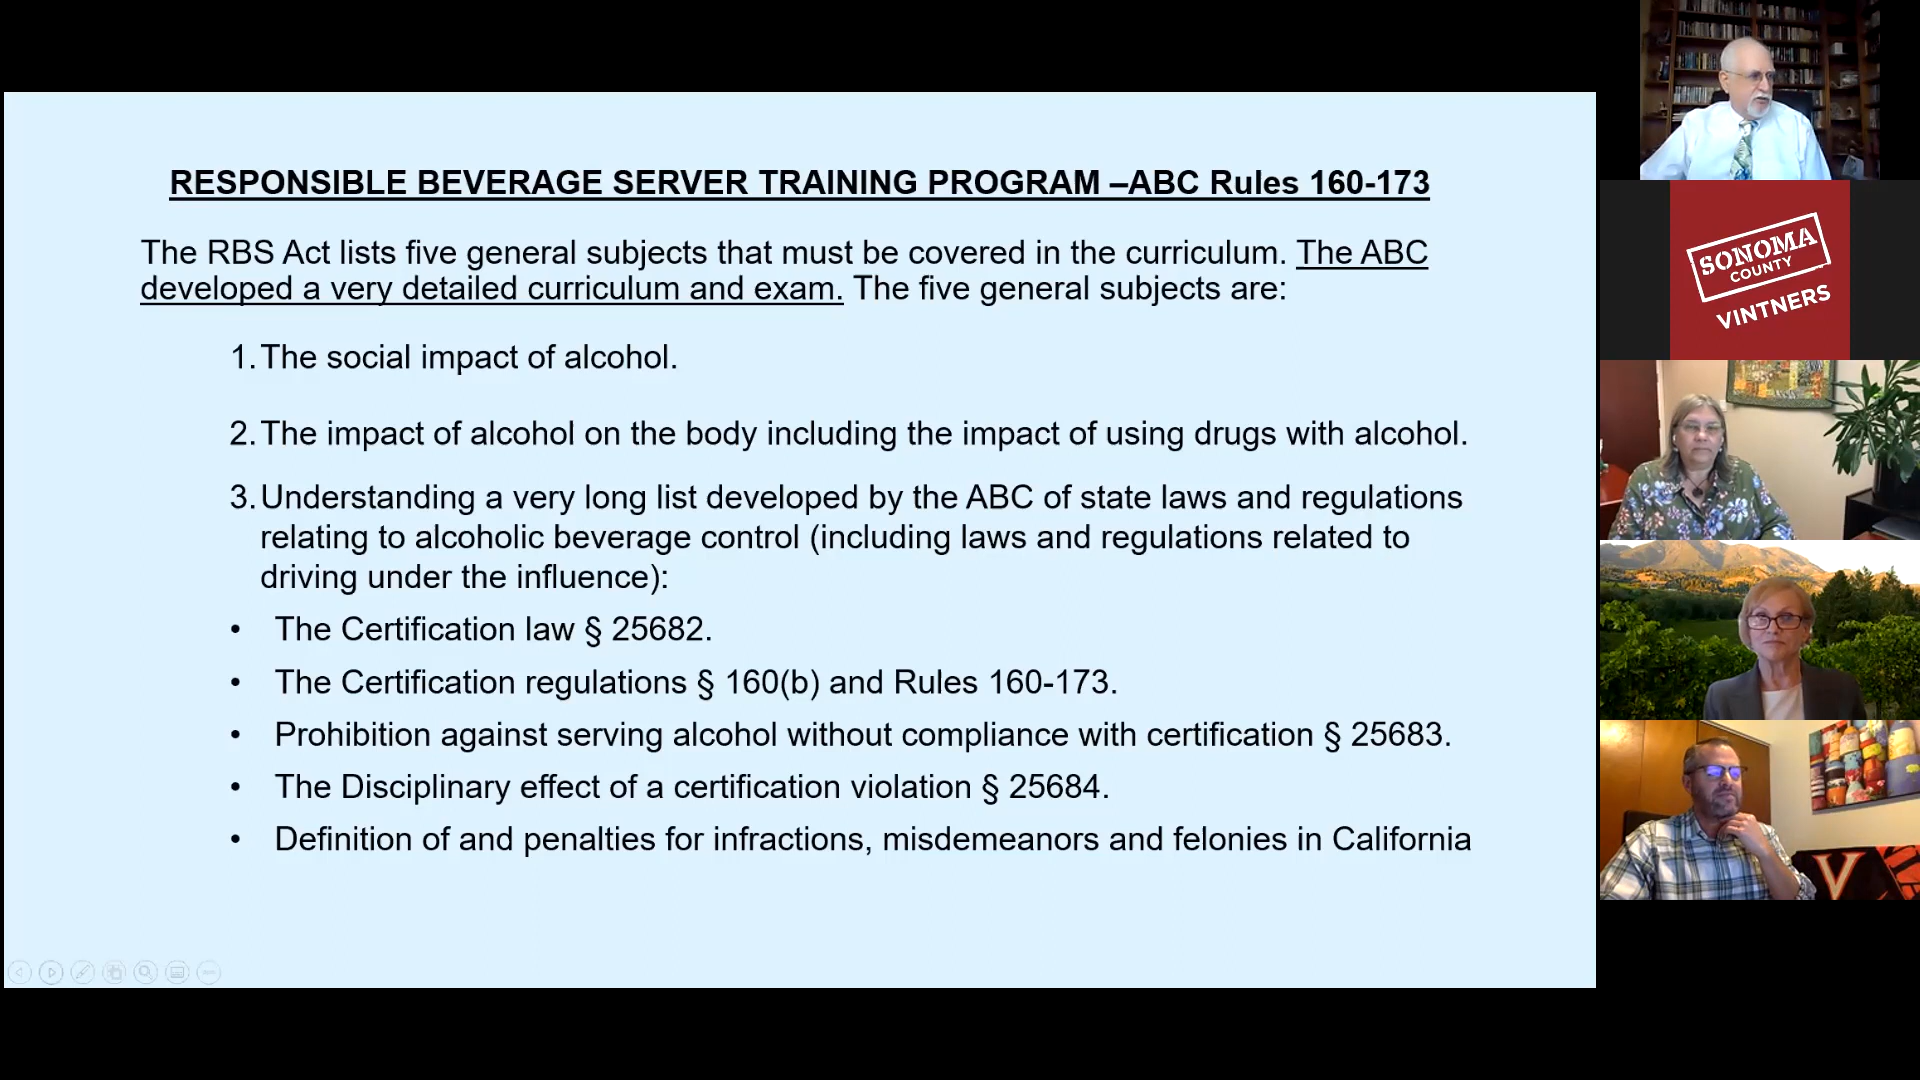 RESPONSIBLE BEVERAGE SERVER TRAINING PROGRAM –ABC Rules 160-173
The RBS Act lists five general subjects that must be covered in the curriculum. The ABC
developed a very detailed curriculum and exam. The five general subjects are:
1. The social impact of alcohol.
2. The impact of alcohol on the body including the impact of using drugs with alcohol.
3. Understanding a very long list developed by the ABC of state laws and regulations
relating to alcoholic beverage control (including laws and regulations related to
driving under the influence):
• The Certification law § 25682.
• The Certification regulations § 160(b) and Rules 160-173.
• Prohibition against serving alcohol without compliance with certification § 25683.
• The Disciplinary effect of a certification violation § 25684.
• Definition of and penalties for infractions, misdemeanors and felonies in California
SONOMA
COUNTY
VINTNERS
V